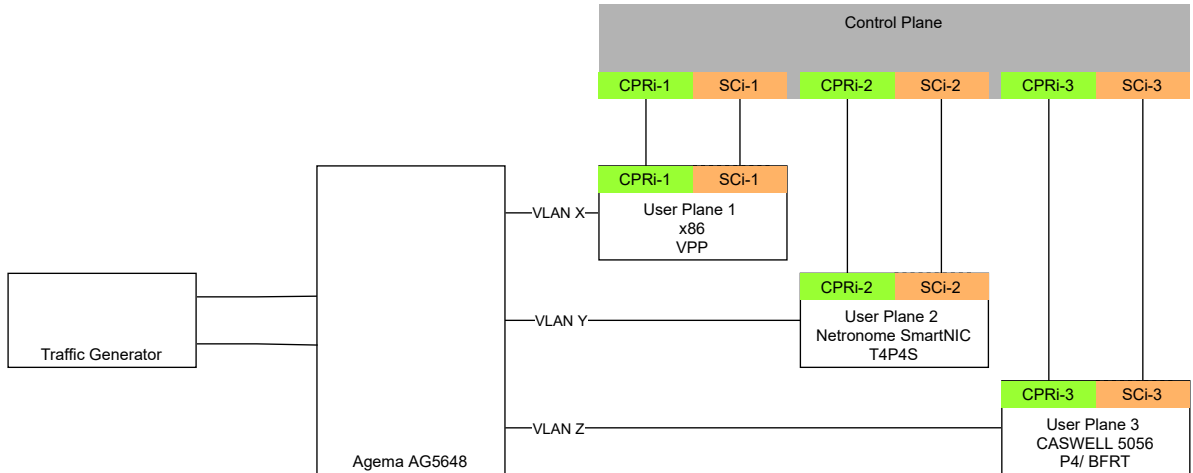 Control Plane
CPRi-1 SCi-1 CPRi-2 SCi-2 CPRi-3 SCi-3
CPRi-1 SCi-1
User Plane 1
x86
VPP
VLAN X
CPRi-2 SCi-2
User Plane 2
Netronome SmartNIC
T4P4S
VLAN Y
Traffic Generator
CPRi-3 SCi-3
User Plane 3
CASWELL 5056
P4/ BFRT
VLAN Z
Agema AG5648